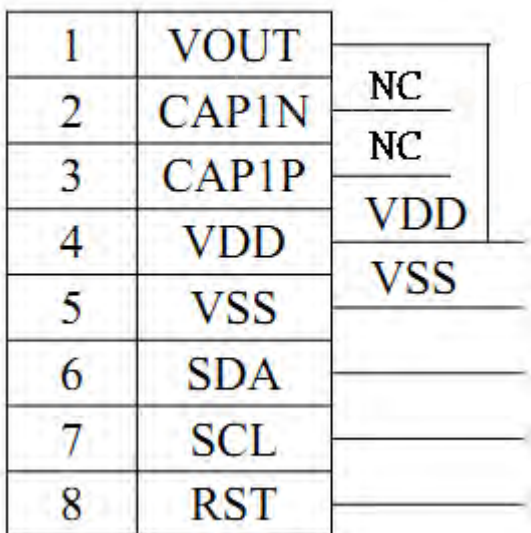 1 VOUT
NC
2 CAP1N
NC
3 CAP1P
VDD
4 VDD
VSS
5 VSS
6 SDA
7 SCL
8 RST